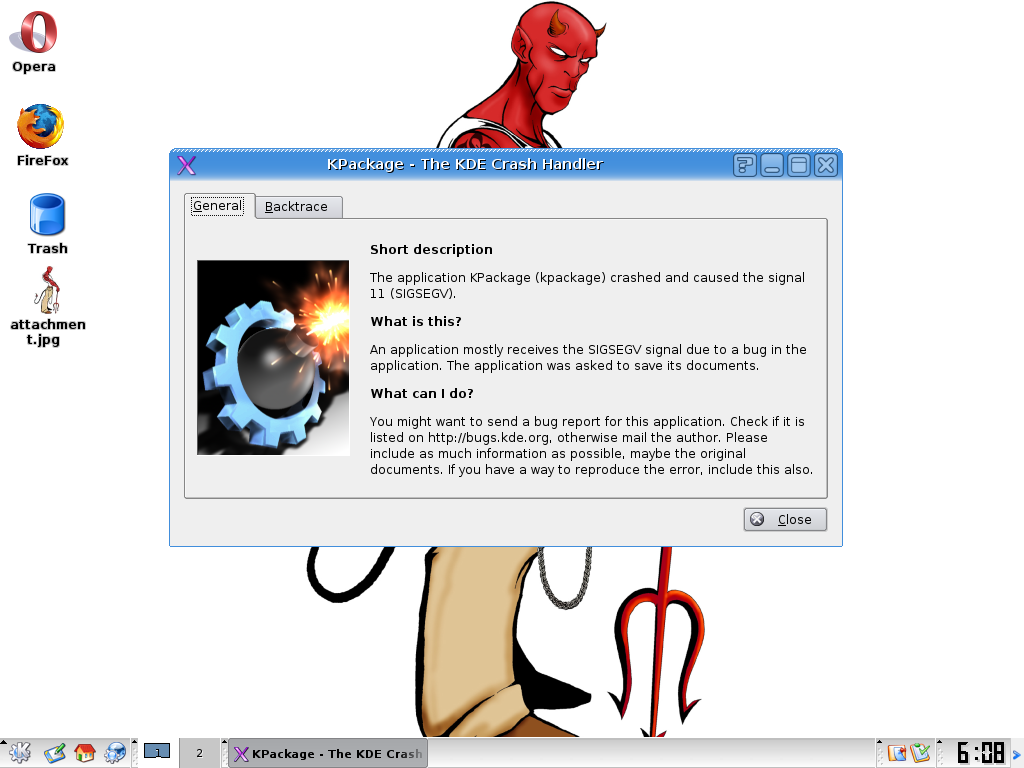 Opera
FireFox
Trash
attachmen
t.jpg
KPackage - The KDE Crash Handler
General
Backtrace
Short description
The application KPackage (kpackage) crashed and caused the signal
11 (SIGSEGV).
What is this?
An application mostly receives the SIGSEGV signal due to a bug in the
application. The application was asked to save its documents.
What can I do?
You might want to send a bug report for this application. Check if it is
listed on http://bugs.kde.org, otherwise mail the author. Please
include as much information as possible, maybe the original
documents. If you have a way to reproduce the error, include this also.
Close
1
2
KPackage - The KDE Crash
6:08